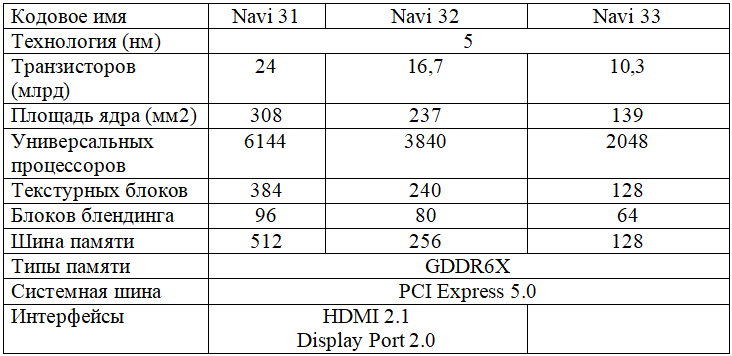 Кодовое имя Navi 31 Navi 32 Navi 33
Технология (нм) 5
Транзисторов (млрд) 24 16,7 10,3
Площадь ядра (мм2) 308 237 139
Универсальных процессоров 6144 3840 2048
Текстурных блоков 384 240 128
Блоков блендинга 96 80 64
Шина памяти 512 256 128
Типы памяти GDDR6X
Системная шина PCI Express 5.0
Интерфейсы HDMI 2.1
Display Port 2.0